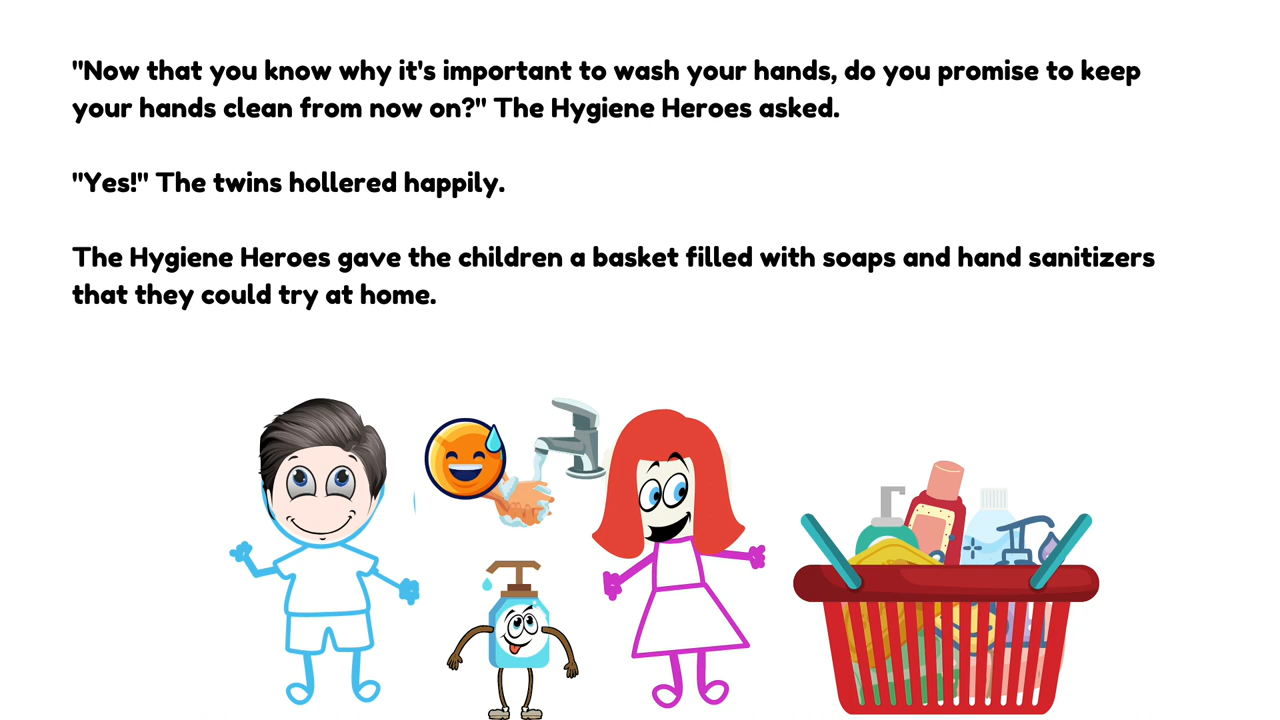 "Now that you know why it's important to wash your hands, do you promise to keep
your hands clean from now on?" The Hygiene Heroes asked.
"Yes!" The twins hollered happily.
The Hygiene Heroes gave the children a basket filled with soaps and hand sanitizers
that they could try at home.